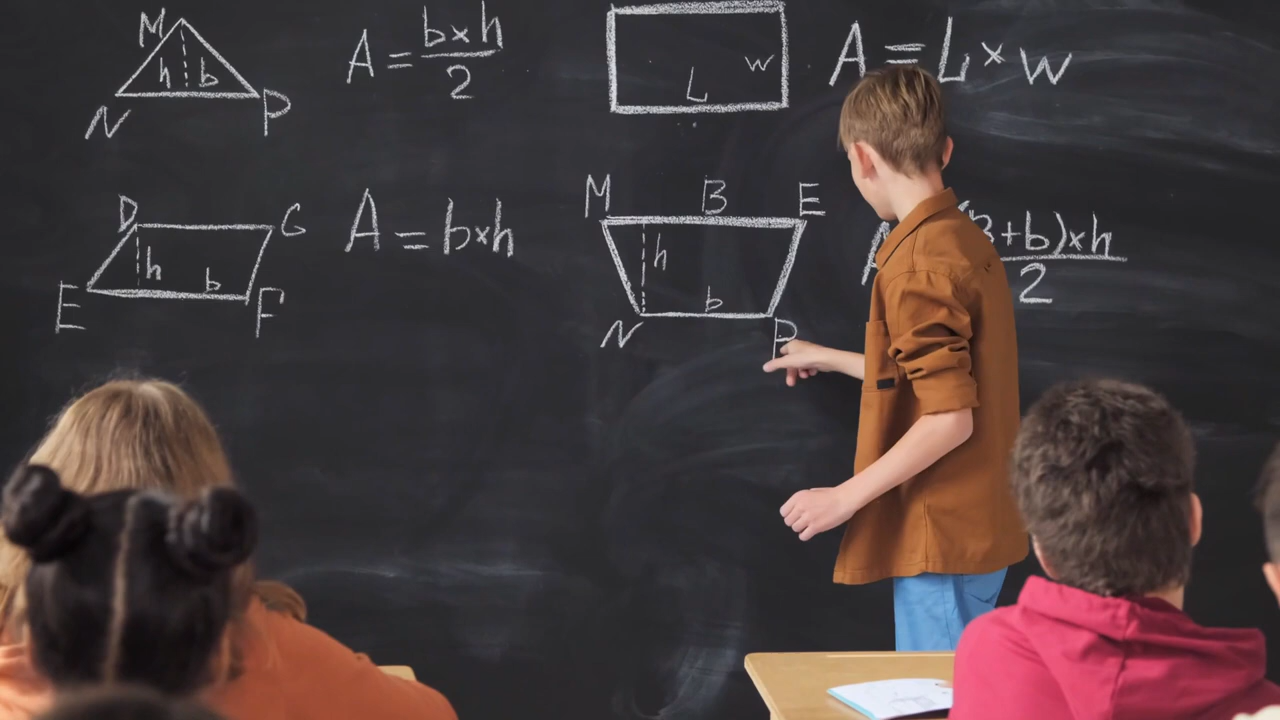 M
h b
N P
A = b×h/2
L w
A = L×w
D G
h b
E F
A = b×h
M B E
h b
N P
+b)×h
2